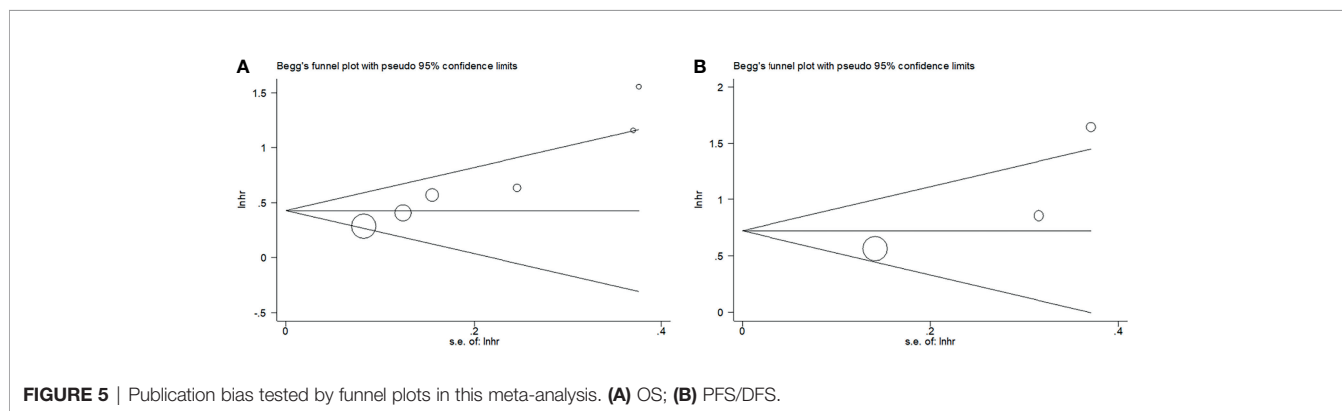 A
Begg's funnel plot with pseudo 95% confidence limits
1.5
1
.5
0
-.5
lnhr
0
.2
.4
s.e. of: lnhr
B
Begg's funnel plot with pseudo 95% confidence limits
2
1.5
1
.5
0
lnhr
0
.2
.4
s.e. of: lnhr
FIGURE 5 | Publication bias tested by funnel plots in this meta-analysis. (A) OS; (B) PFS/DFS.